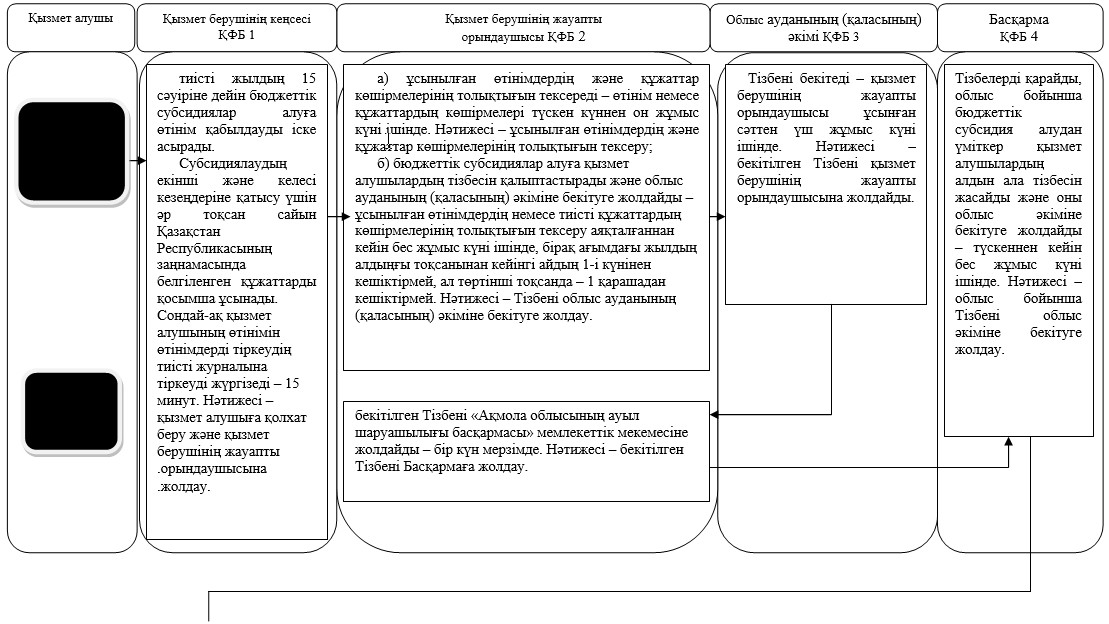 Қызмет алушы
Қызмет берушінің кеңсесі
ҚФБ 1
Қызмет берушінің жауапты
орындаушысы ҚФБ 2
Облыс ауданының (қаласының)
әкімі ҚФБ 3
Басқарма
ҚФБ 4
тиісті жылдың 15
сәуіріне дейін бюджеттік
субсидиялар алуға
өтінім қабылдауды іске
асырады.
Субсидиялаудың
екінші және келесі
кезеңдеріне қатысу үшін
әр тоқсан сайын
Қазақстан
Республикасының
заңнамасында
белгіленген құжаттарды
қосымша ұсынады.
Сондай-ақ қызмет
алушының өтінімін
өтінімдерді тіркеудің
тиісті журналына
тіркеуді жүргізеді – 15
минут. Нәтижесі –
қызмет алушыға қолхат
беру және қызмет
берушінің жауапты
.орындаушысына
.жолдау.
а) ұсынылған өтінімдердің және құжаттар
көшірмелерінің толықтығын тексереді – өтінім немесе
құжаттардың көшірмелері түскен күннен он жұмыс
күні ішінде. Нәтижесі – ұсынылған өтінімдердің және
құжаттар көшірмелерінің толықтығын тексеру;
б) бюджеттік субсидиялар алуға қызмет
алушылардың тізбесін қалыптастырады және облыс
ауданының (қаласының) әкіміне бекітуге жолдайды –
ұсынылған өтінімдердің немесе тиісті құжаттардың
көшірмелерінің толықтығын тексеру аяқталғаннан
кейін бес жұмыс күні ішінде, бірақ ағымдағы жылдың
алдыңғы тоқсанынан кейінгі айдың 1-і күнінен
кешіктірмей, ал төртінші тоқсанда – 1 қарашадан
кешіктірмей. Нәтижесі – Тізбені облыс ауданының
(қаласының) әкіміне бекітуге жолдау.
бекітілген Тізбені «Ақмола облысының ауыл
шаруашылығы басқармасы» мемлекеттік мекемесіне
жолдайды – бір күн мерзімде. Нәтижесі – бекітілген
Тізбені Басқармаға жолдау.
Тізбені бекітеді – қызмет
берушінің жауапты
орындаушысы ұсынған
сәттен үш жұмыс күні
ішінде. Нәтижесі –
бекітілген Тізбені қызмет
берушінің жауапты
орындаушысына жолдайды.
Тізбелерді қарайды,
облыс бойынша
бюджеттік
субсидия алудан
үміткер қызмет
алушылардың
алдын ала тізбесін
жасайды және оны
облыс әкіміне
бекітуге жолдайды
– түскеннен кейін
бес жұмыс күні
ішінде. Нәтижесі –
облыс бойынша
Тізбені облыс
әкіміне бекітуге
жолдау.